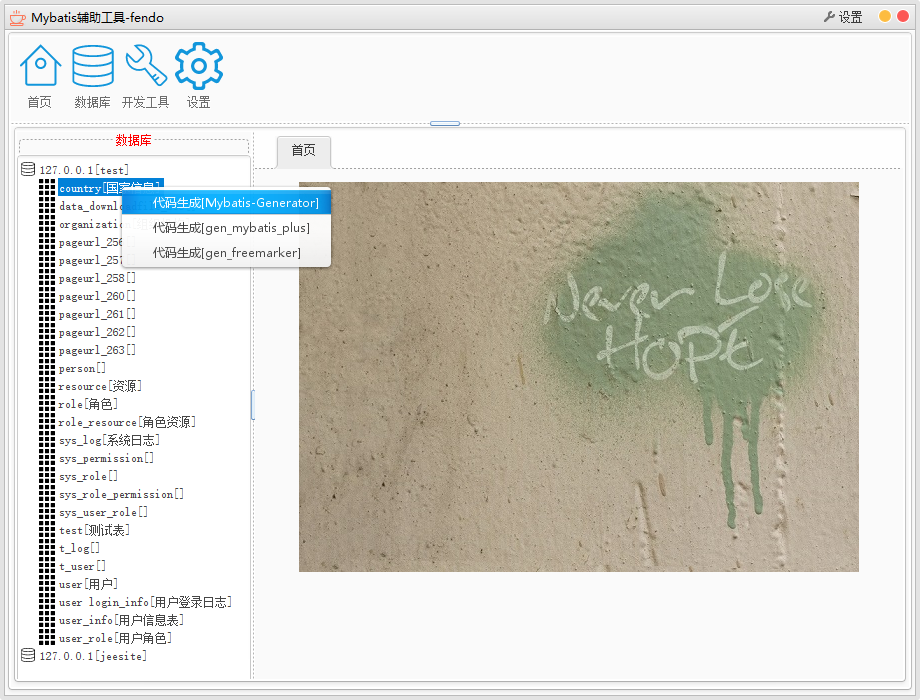 Mybatis辅助工具-fendo
设置
首页
数据库
开发工具
设置
数据库
首页
127.0.0.1[test]
country[国家信息]
代码生成[Mybatis-Generator]
代码生成[gen_mybatis_plus]
代码生成[gen_freemarker]
data_downlo
organizatio
pageurl_256
pageurl_257
pageurl_258[]
pageurl_260[]
pageurl_261[]
pageurl_262[]
pageurl_263[]
person[]
resource[资源]
role[角色]
role_resource[角色资源]
sys_log[系统日志]
sys_permission[]
sys_role[]
sys_role_permission[]
sys_user_role[]
test[测试表]
t_log[]
t_user[]
user[用户]
user login_info[用户登录日志]
user_info[用户信息表]
user_role[用户角色]
127.0.0.1[jeesite]
Never Lose
Hope